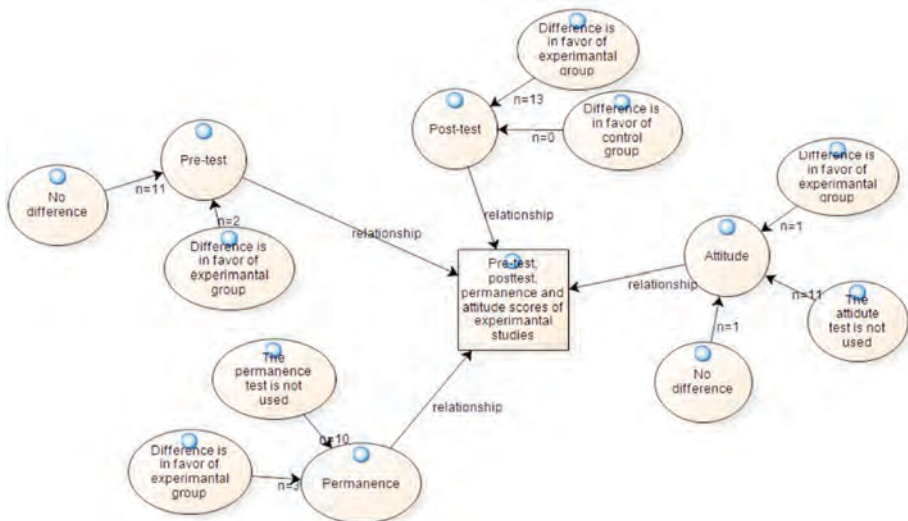 Difference is
in favor of
experimantal
group
n=13
Difference is
in favor of
control
group
n=0
Post-test
Pre-test
No
difference
n=11
n=2
Difference is
in favor of
experimantal
group
relationship
relationship
Difference is
in favor of
experimantal
group
n=1
Attitude
relationship
n=11
The
attidute
test is not
used
n=1
No
difference
Pre-test,
posttest,
permanence and
attitude scores of
experimantal
studies
The
permanence
test is not
used
relationship
n=10
Difference is
in favor of
experimantal
group
n=3
Permanence